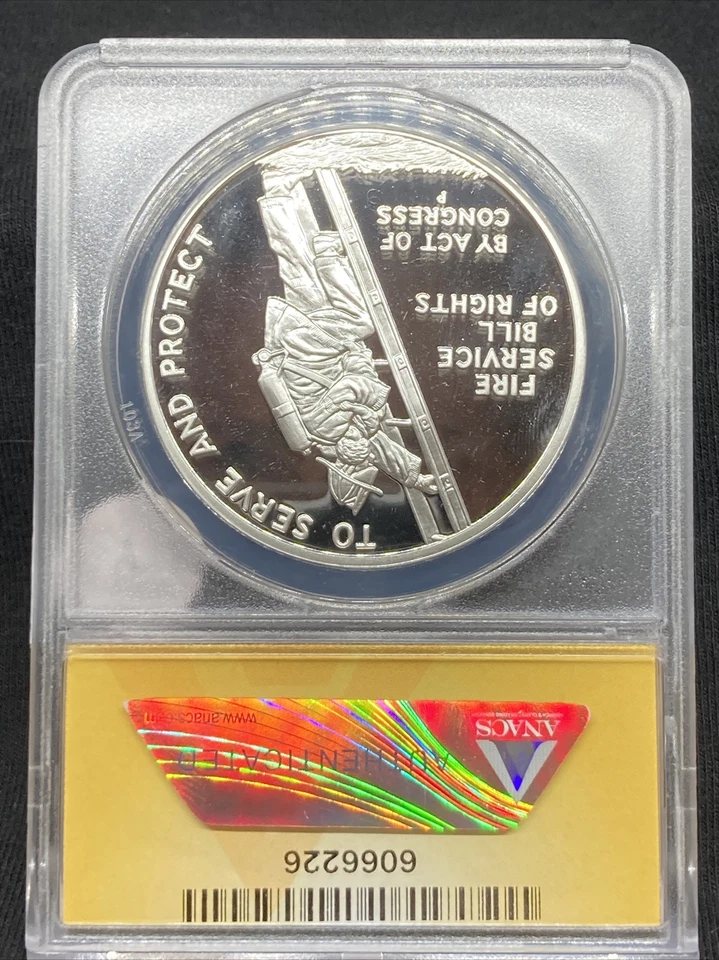 6066226
ANACS
www.anacs.com
AUTHENTICATED
TO SERVE AND PROTECT
FIRE
SERVICE
BILL
OF RIGHTS
BY ACT OF
CONGRESS
P